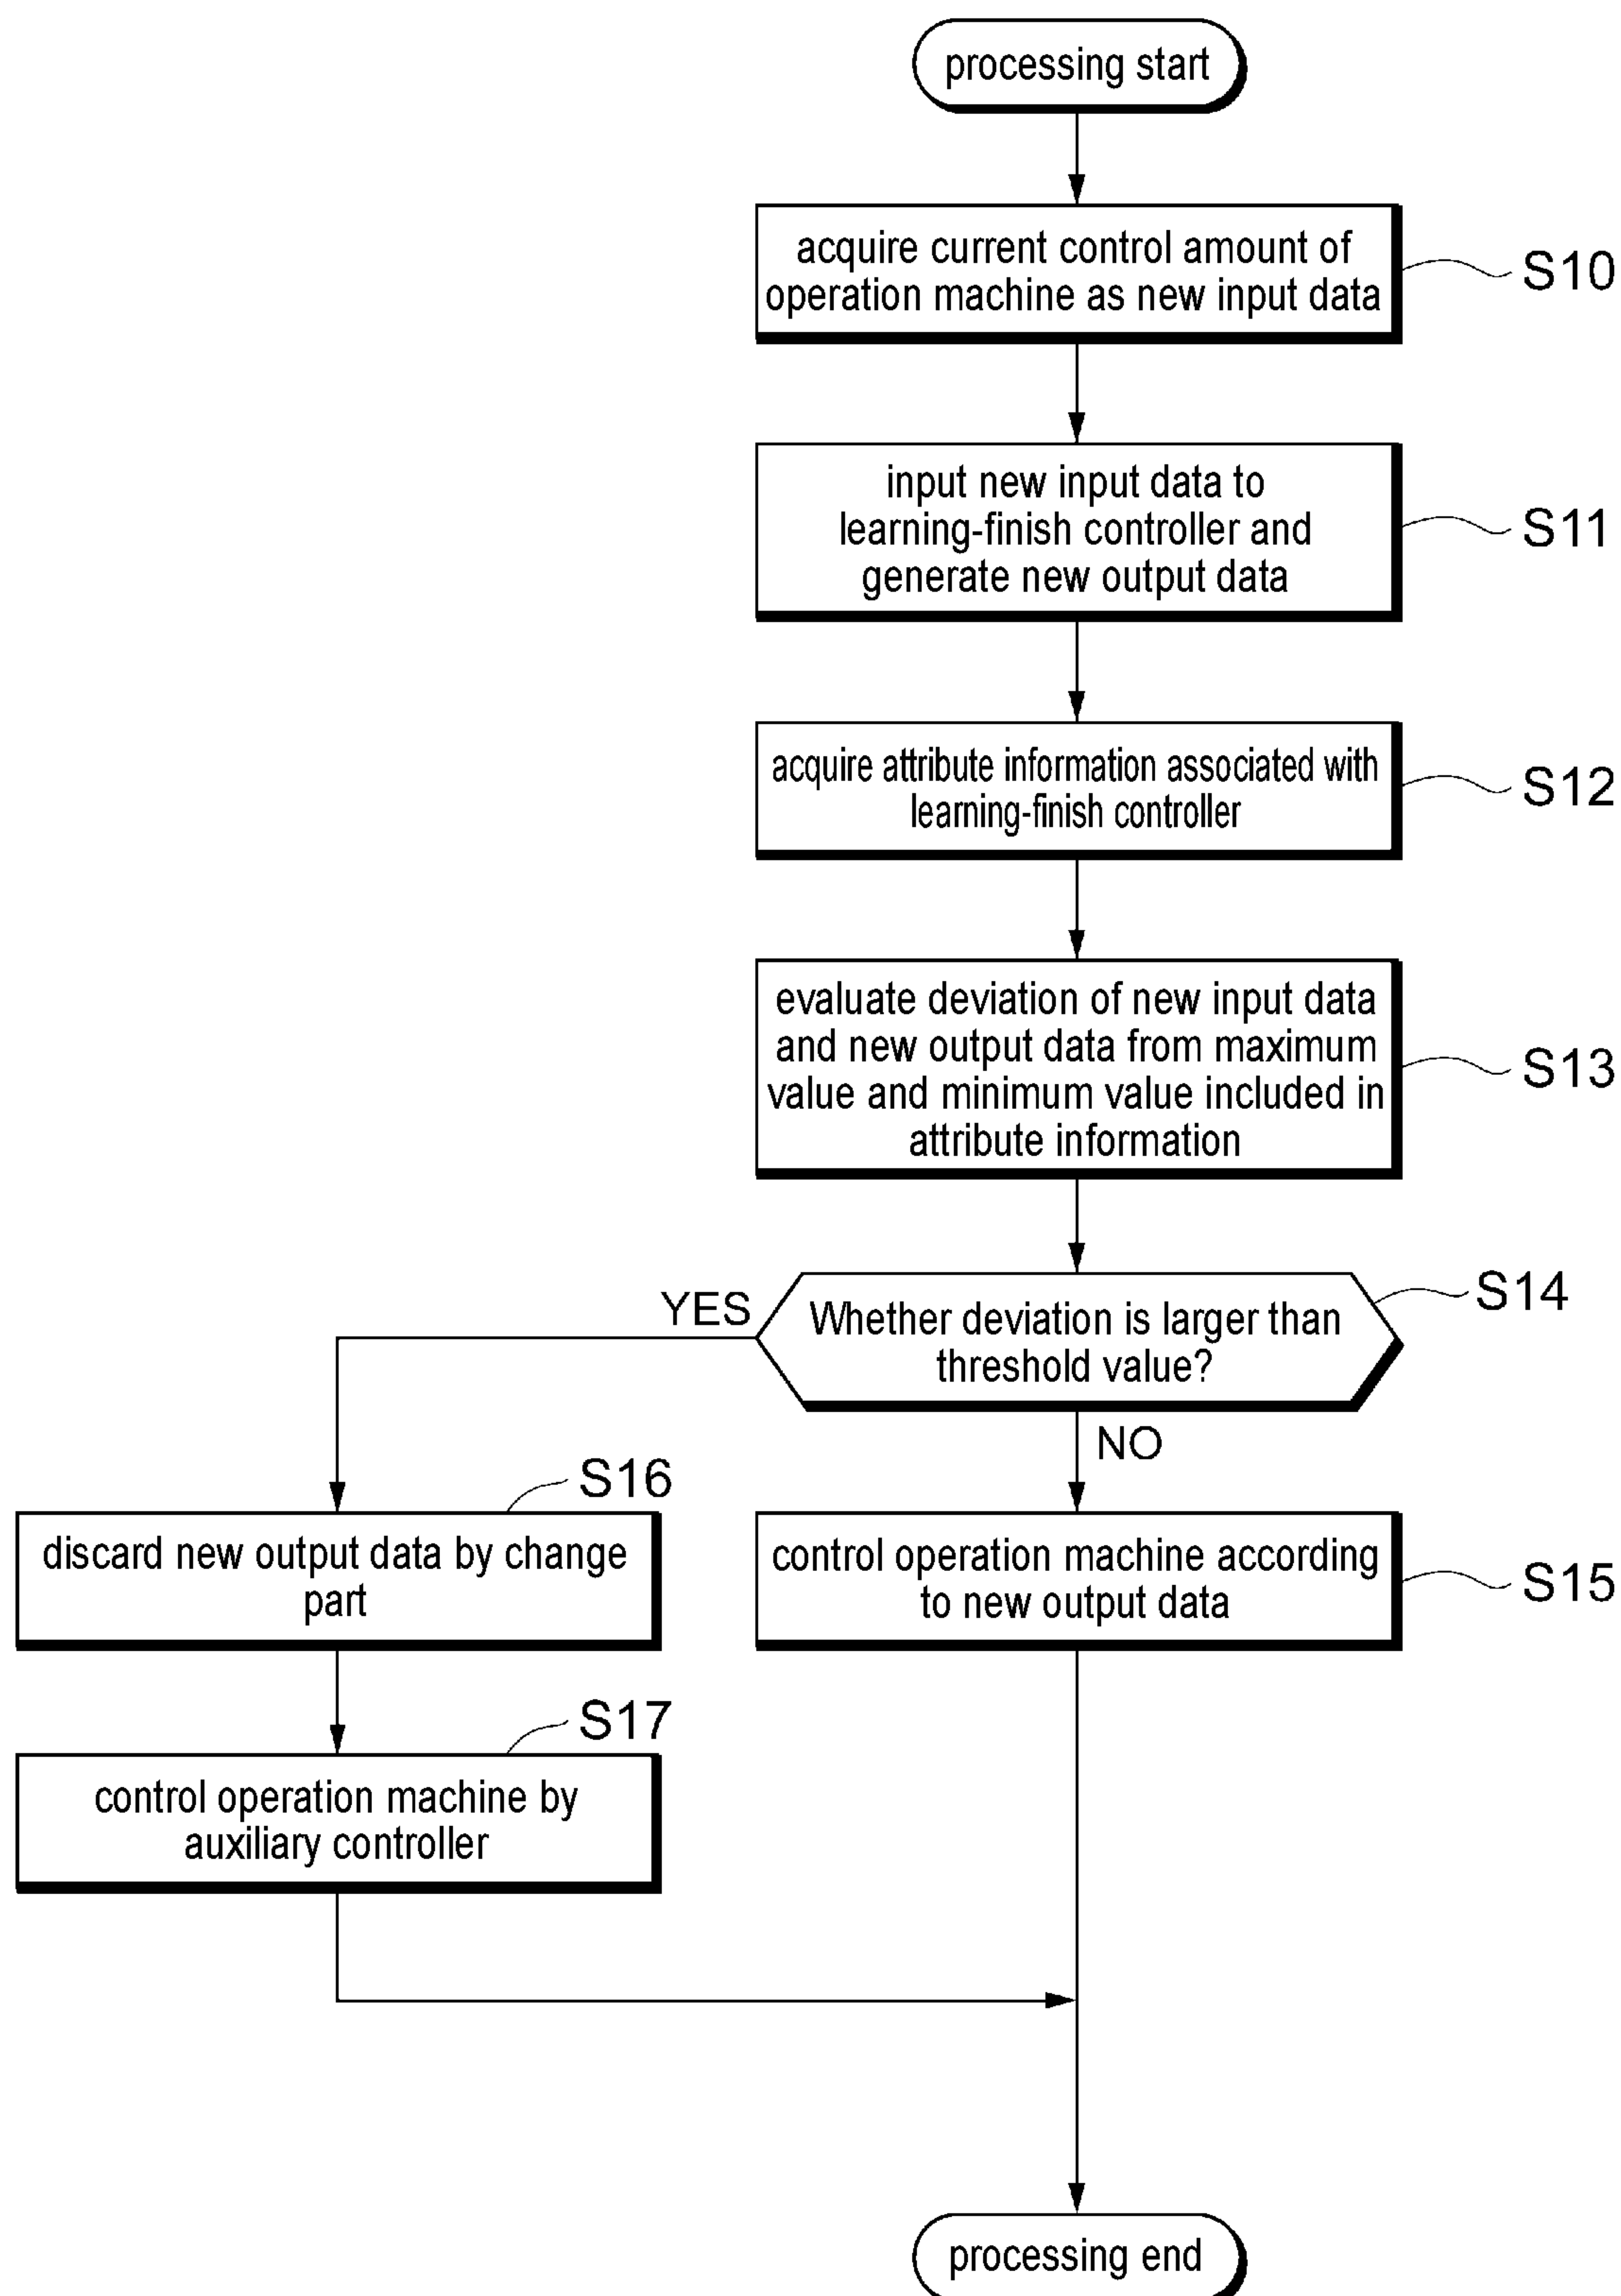 processing start
acquire current control amount of
operation machine as new input data
S10
input new input data to
learning-finish controller and
generate new output data
S11
acquire attribute information associated with
learning-finish controller
S12
evaluate deviation of new input data
and new output data from maximum
value and minimum value included in
attribute information
S13
YES
Whether deviation is larger than
threshold value?
S14
NO
S16
discard new output data by change
part
control operation machine according
to new output data
S15
S17
control operation machine by
auxiliary controller
processing end